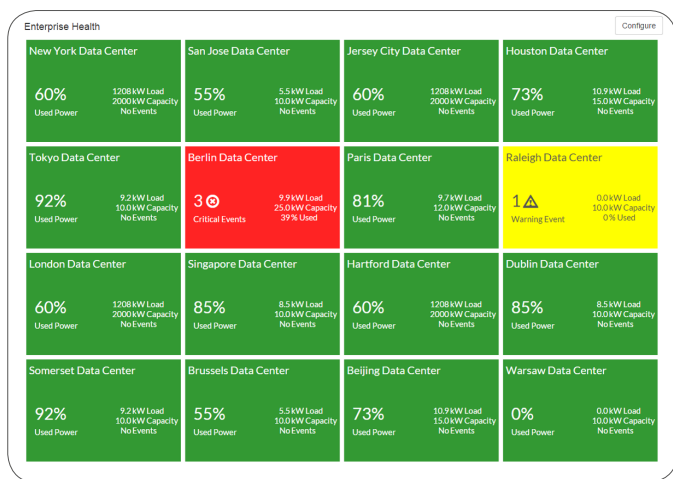 Enterprise Health
Configure
New York Data Center
60%
Used Power
1208 kW Load
2000 kW Capacity
No Events
San Jose Data Center
55%
Used Power
5.5 kW Load
10.0 kW Capacity
No Events
Jersey City Data Center
60%
Used Power
1208 kW Load
2000 kW Capacity
No Events
Houston Data Center
73%
Used Power
10.9 kW Load
15.0 kW Capacity
No Events
Tokyo Data Center
92%
Used Power
9.2 kW Load
10.0 kW Capacity
No Events
Berlin Data Center
3
Critical Events
9.9 kW Load
25.0 kW Capacity
39 % Used
Paris Data Center
81%
Used Power
9.7 kW Load
12.0 kW Capacity
No Events
Raleigh Data Center
1
Warning Event
0.0 kW Load
10.0 kW Capacity
0 % Used
London Data Center
60%
Used Power
1208 kW Load
2000 kW Capacity
No Events
Singapore Data Center
85%
Used Power
8.5 kW Load
10.0 kW Capacity
No Events
Hartford Data Center
60%
Used Power
1208 kW Load
2000 kW Capacity
No Events
Dublin Data Center
85%
Used Power
8.5 kW Load
10.0 kW Capacity
No Events
Somerset Data Center
92%
Used Power
9.2 kW Load
10.0 kW Capacity
No Events
Brussels Data Center
55%
Used Power
5.5 kW Load
10.0 kW Capacity
No Events
Beijing Data Center
73%
Used Power
10.9 kW Load
15.0 kW Capacity
No Events
Warsaw Data Center
0%
Used Power
0.0 kW Load
10.0 kW Capacity
No Events